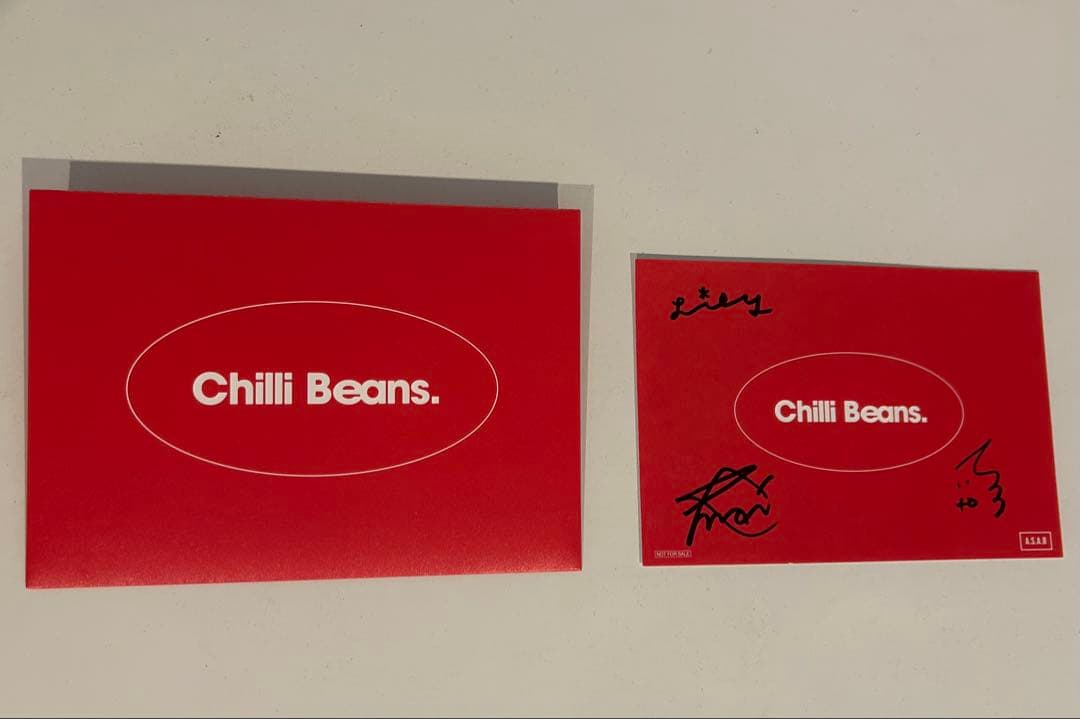 Chilli Beans.
Lily
Chilli Beans.
NOT FOR SALE
A.S.A.B